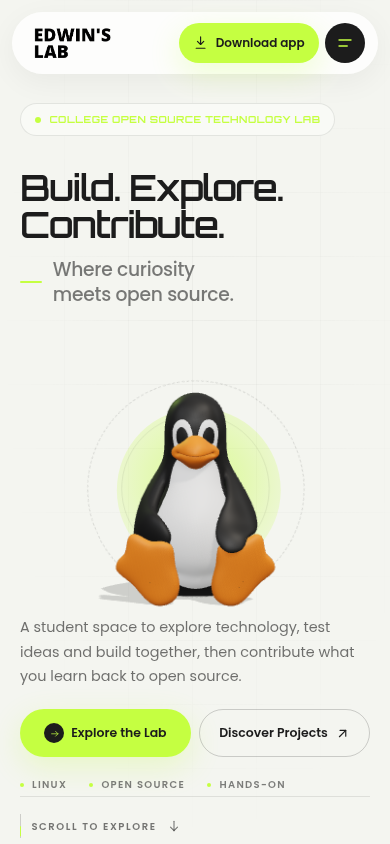 EDWIN'S
LAB
Download app
COLLEGE OPEN SOURCE TECHNOLOGY LAB
Build. Explore.
Contribute.
Where curiosity
meets open source.
A student space to explore technology, test
ideas and build together, then contribute what
you learn back to open source.
Explore the Lab
Discover Projects
LINUX
OPEN SOURCE
HANDS-ON
SCROLL TO EXPLORE